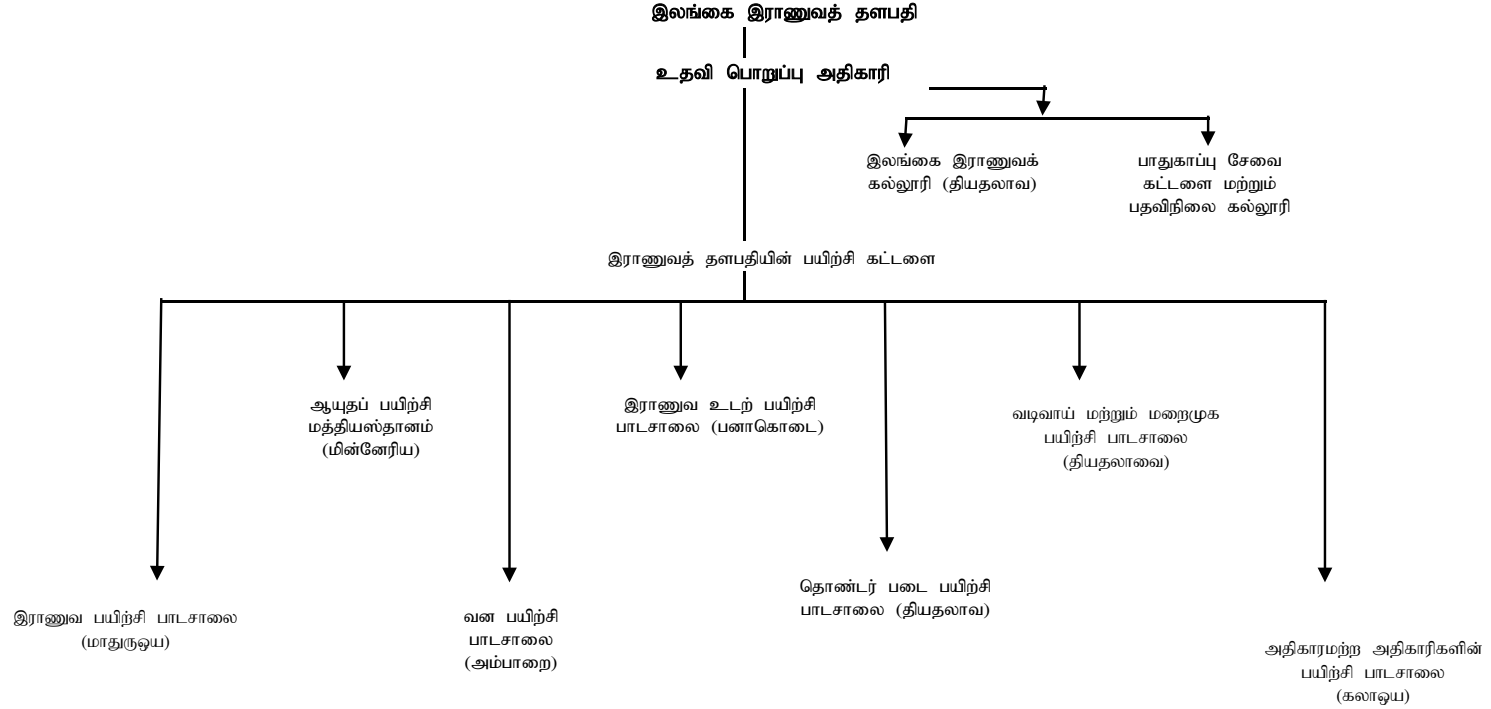 இலங்கை இராணுவத் தளபதி
உதவி பொறுப்பு அதிகாரி
இலங்கை இராணுவக்
கல்லூரி (தியதலாவ)
பாதுகாப்பு சேவை
கட்டளை மற்றும்
பதவிநிலை கல்லூரி
இராணுவத் தளபதியின் பயிற்சி கட்டளை
ஆயுதப் பயிற்சி
மத்தியஸ்தானம்
(மின்னேரிய)
இராணுவ உடற் பயிற்சி
பாடசாலை (பனாகொடை)
வடிவாய் மற்றும் மறைமுக
பயிற்சி பாடசாலை
(தியதலாவை)
இராணுவ பயிற்சி பாடசாலை
(மாதுருஒய)
வன பயிற்சி
பாடசாலை
(அம்பாறை)
தொண்டர் படை பயிற்சி
பாடசாலை (தியதலாவ)
அதிகாரமற்ற அதிகாரிகளின்
பயிற்சி பாடசாலை
(கலாஒய)